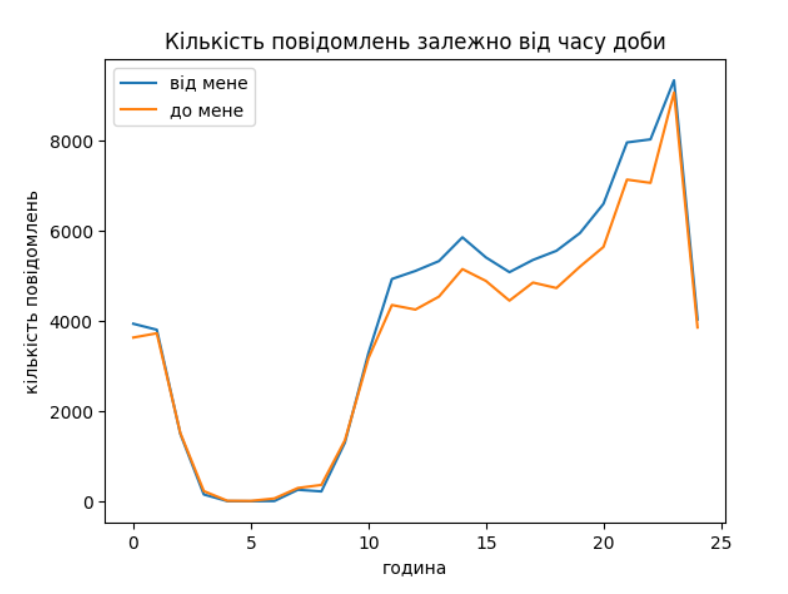 Кількість повідомлень залежно від часу доби
від мене
до мене
кількість повідомлень
8000
6000
4000
2000
0
0 5 10 15 20 25
година